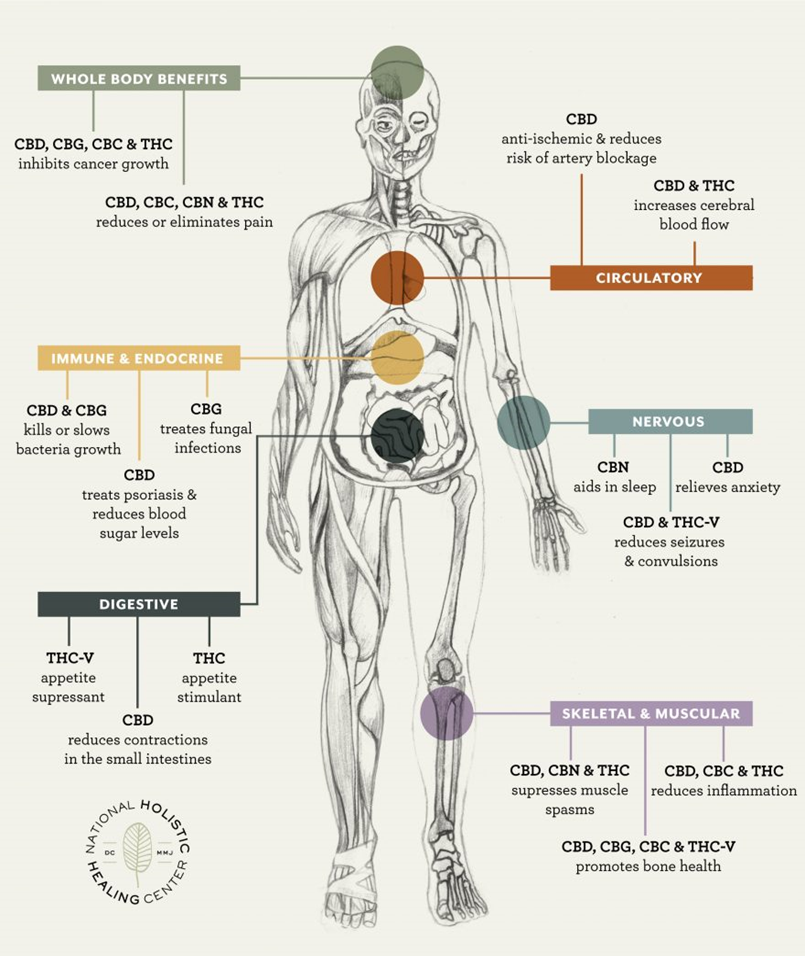 WHOLE BODY BENEFITS
CBD, CBG, CBC & THC
inhibits cancer growth
CBD, CBC, CBN & THC
reduces or eliminates pain
CBD
anti-ischemic & reduces
risk of artery blockage
CBD & THC
increases cerebral
blood flow
CIRCULATORY
IMMUNE & ENDOCRINE
CBD & CBG
kills or slows
bacteria growth
CBG
treats fungal
infections
CBD
treats psoriasis &
reduces blood
sugar levels
NERVOUS
CBN
aids in sleep
CBD
relieves anxiety
CBD & THC-V
reduces seizures
& convulsions
DIGESTIVE
THC-V
appetite
supressant
THC
appetite
stimulant
CBD
reduces contractions
in the small intestines
SKELETAL & MUSCULAR
CBD, CBN & THC
supresses muscle
spasms
CBD, CBC & THC
reduces inflammation
CBD, CBG, CBC & THC-V
promotes bone health
NATIONAL HOLISTIC
DC MMJ
HEALING CENTER